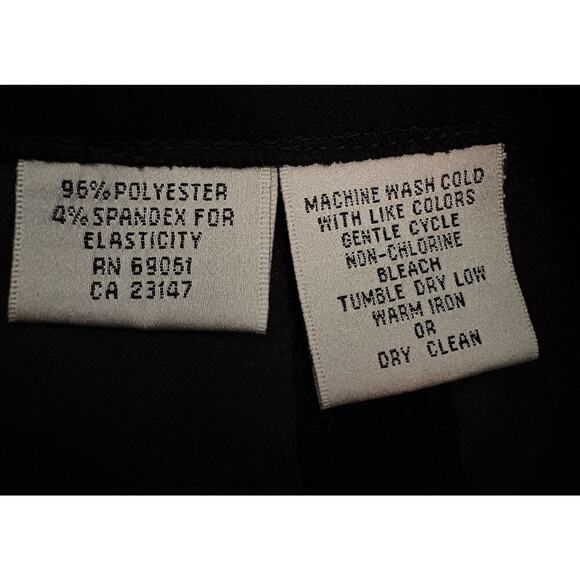 96% POLYESTER
4% SPANDEX FOR
ELASTICITY
RN 69051
CA 23147
MACHINE WASH COLD
WITH LIKE COLORS
GENTLE CYCLE
NON-CHLORINE
BLEACH
TUMBLE DRY LOW
WARM IRON
OR
DRY CLEAN